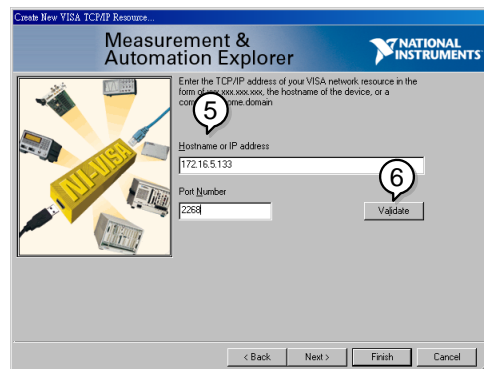 Create New VISA TCP/IP Resource...
Measurement &
Automation Explorer
NATIONAL
INSTRUMENTS
Enter the TCP/IP address of your VISA network resource in the
form of xxx.xxx.xxx, the hostname of the device, or a
some.domain
5
Hostname or IP address
172.16.5.133
6
Port Number
2268
Validate
NI-VISA
< Back
Next >
Finish
Cancel